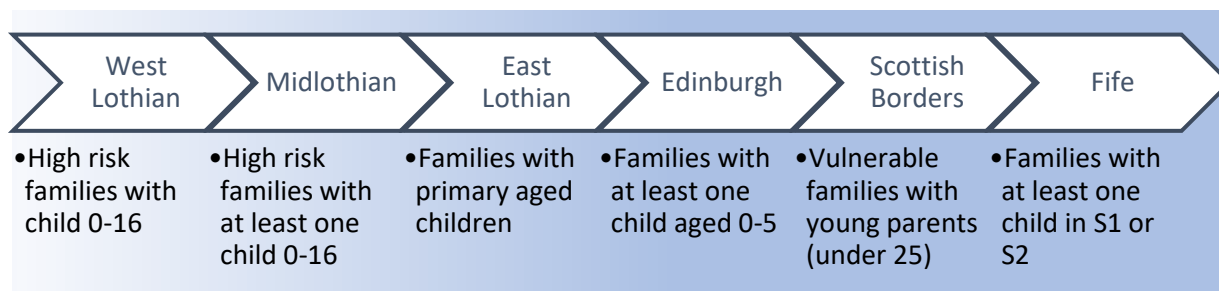 West
Lothian
Midlothian
East
Lothian
Edinburgh
Scottish
Borders
Fife
•High risk
families with
child 0-16
•High risk
families with
at least one
child 0-16
•Families with
primary aged
children
•Families with
at least one
child aged 0-5
•Vulnerable
families with
young parents
(under 25)
•Families with
at least one
child in S1 or
S2